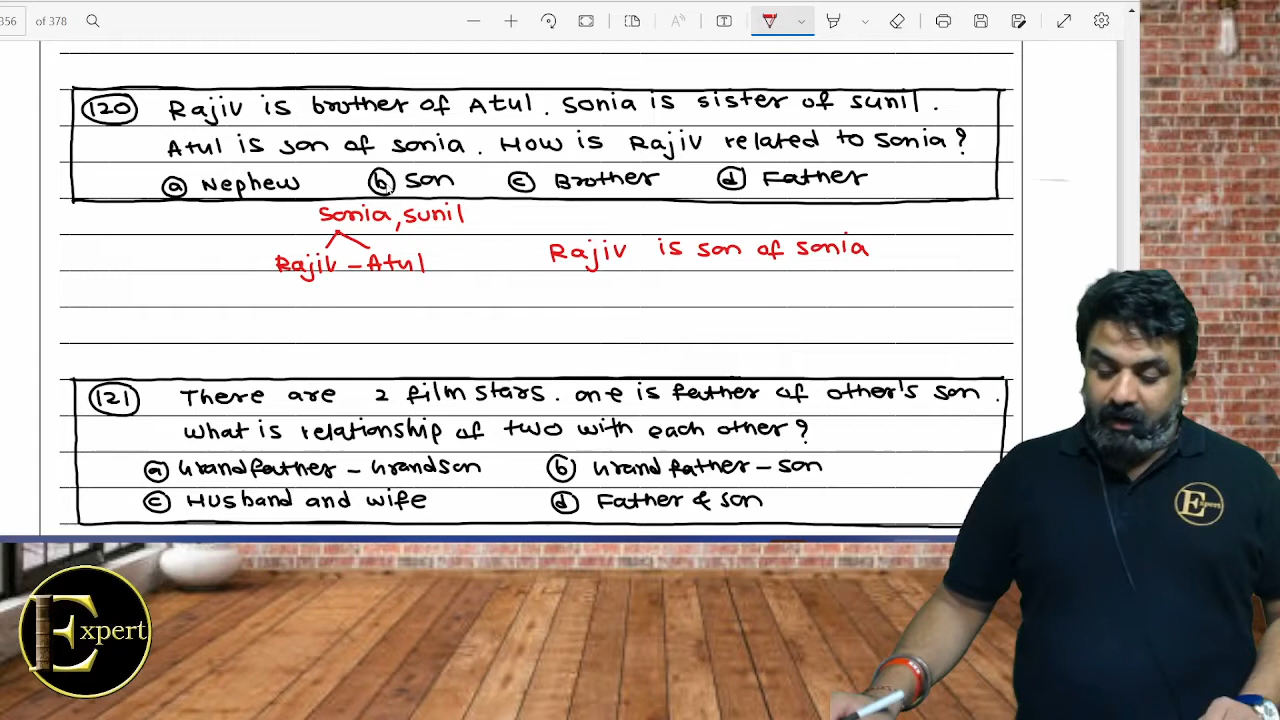 356 of 378
120 Rajiv is brother of Atul. Sonia is sister of Sunil.
Atul is son of Sonia. How is Rajiv related to Sonia?
a Nephew b Son c Brother d Father
Sonia, Sunil
Rajiv - Atul
Rajiv is son of Sonia
121 There are 2 film stars. one is father of other's son.
What is relationship of two with each other?
a Grandfather - Grandson b Grand father - son
c Husband and wife d Father & son
Expert
Expert